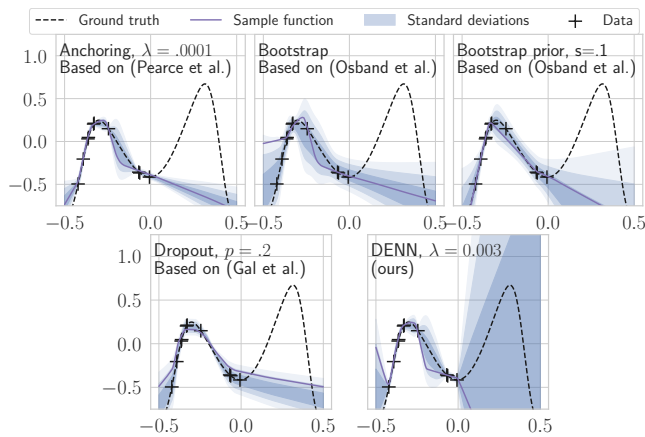 Ground truth Sample function Standard deviations Data
Anchoring, λ = .0001
Based on (Pearce et al.)
Bootstrap
Based on (Osband et al.)
Bootstrap prior, s=.1
Based on (Osband et al.)
1.0
0.5
0.0
−0.5
−0.5 0.0 0.5 −0.5 0.0 0.5 −0.5 0.0 0.5
Dropout, p = .2
Based on (Gal et al.)
DENN, λ = 0.003
(ours)
1.0
0.5
0.0
−0.5
−0.5 0.0 0.5 −0.5 0.0 0.5